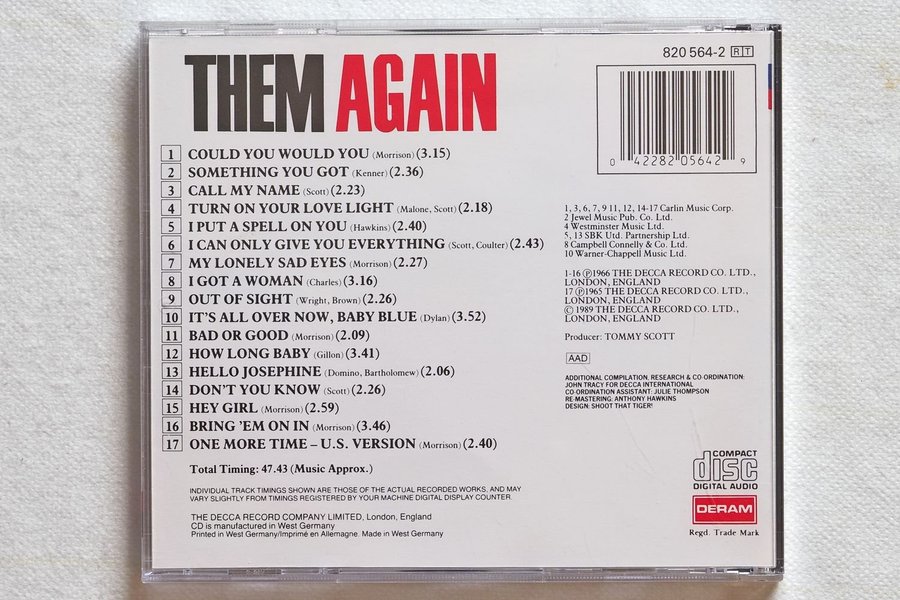 THEM AGAIN
820 564-2 RT
0 42282 05642 9
1 COULD YOU WOULD YOU (Morrison) (3.15)
2 SOMETHING YOU GOT (Kenner) (2.36)
3 CALL MY NAME (Scott) (2.23)
4 TURN ON YOUR LOVE LIGHT (Malone, Scott) (2.18)
5 I PUT A SPELL ON YOU (Hawkins) (2.40)
6 I CAN ONLY GIVE YOU EVERYTHING (Scott, Coulter) (2.43)
7 MY LONELY SAD EYES (Morrison) (2.27)
8 I GOT A WOMAN (Charles) (3.16)
9 OUT OF SIGHT (Wright, Brown) (2.26)
10 IT'S ALL OVER NOW, BABY BLUE (Dylan) (3.52)
11 BAD OR GOOD (Morrison) (2.09)
12 HOW LONG BABY (Gillon) (3.41)
13 HELLO JOSEPHINE (Domino, Bartholomew) (2.06)
14 DON'T YOU KNOW (Scott) (2.26)
15 HEY GIRL (Morrison) (2.59)
16 BRING 'EM ON IN (Morrison) (3.46)
17 ONE MORE TIME – U.S. VERSION (Morrison) (2.40)
Total Timing: 47.43 (Music Approx.)
INDIVIDUAL TRACK TIMINGS SHOWN ARE THOSE OF THE ACTUAL RECORDED WORKS, AND MAY
VARY SLIGHTLY FROM TIMINGS REGISTERED BY YOUR MACHINE DIGITAL DISPLAY COUNTER.
THE DECCA RECORD COMPANY LIMITED, London, England
CD is manufactured in West Germany
Printed in West Germany/Imprimé en Allemagne. Made in West Germany
1, 3, 6, 7, 9 11, 12, 14-17 Carlin Music Corp.
2 Jewel Music Pub. Co. Ltd.
4 Westminster Music Ltd.
5, 13 SBK Utd. Partnership Ltd.
8 Campbell Connelly & Co. Ltd.
10 Warner-Chappell Music Ltd.
1-16 ℗1966 THE DECCA RECORD CO. LTD.,
LONDON, ENGLAND
17 ℗1965 THE DECCA RECORD CO. LTD.,
LONDON, ENGLAND
© 1989 THE DECCA RECORD CO. LTD.,
LONDON, ENGLAND
Producer: TOMMY SCOTT
AAD
ADDITIONAL COMPILATION, RESEARCH & CO-ORDINATION:
JOHN TRACY FOR DECCA INTERNATIONAL
CO-ORDINATION ASSISTANT: JULIE THOMPSON
RE-MASTERING: ANTHONY HAWKINS
DESIGN: SHOOT THAT TIGER!
COMPACT
disc
DIGITAL AUDIO
DERAM
Regd. Trade Mark